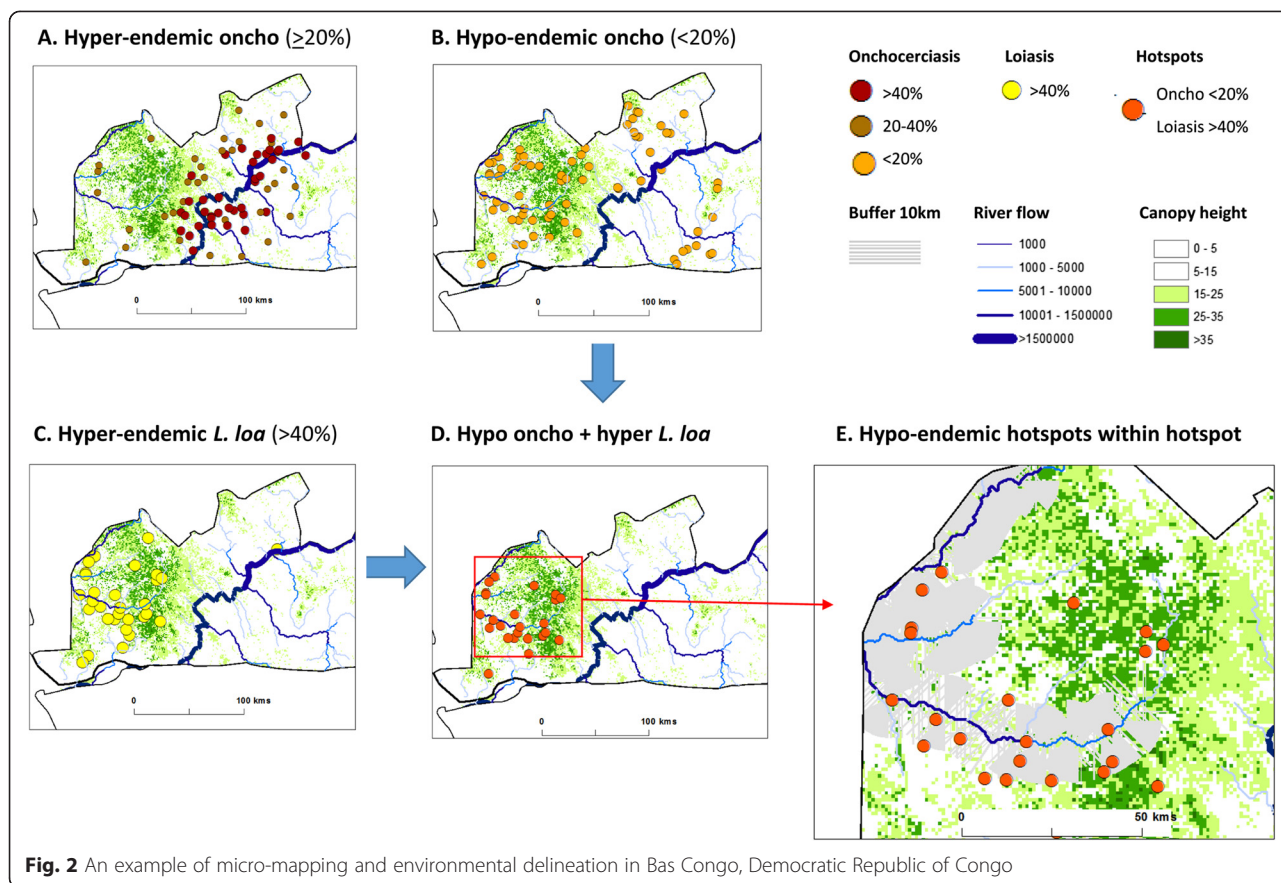 A. Hyper-endemic oncho (≥20%)
0 100 kms
B. Hypo-endemic oncho (<20%)
0 100 kms
Onchocerciasis
>40%
20-40%
<20%
Loiasis
>40%
Hotspots
Oncho <20%
Loiasis >40%
Buffer 10km
River flow
1000
1000 - 5000
5001 - 10000
10001 - 1500000
>1500000
Canopy height
0 - 5
5-15
15-25
25-35
>35
C. Hyper-endemic L. loa (>40%)
0 100 kms
D. Hypo oncho + hyper L. loa
0 100 kms
E. Hypo-endemic hotspots within hotspot
0 50 kms
Fig. 2 An example of micro-mapping and environmental delineation in Bas Congo, Democratic Republic of Congo